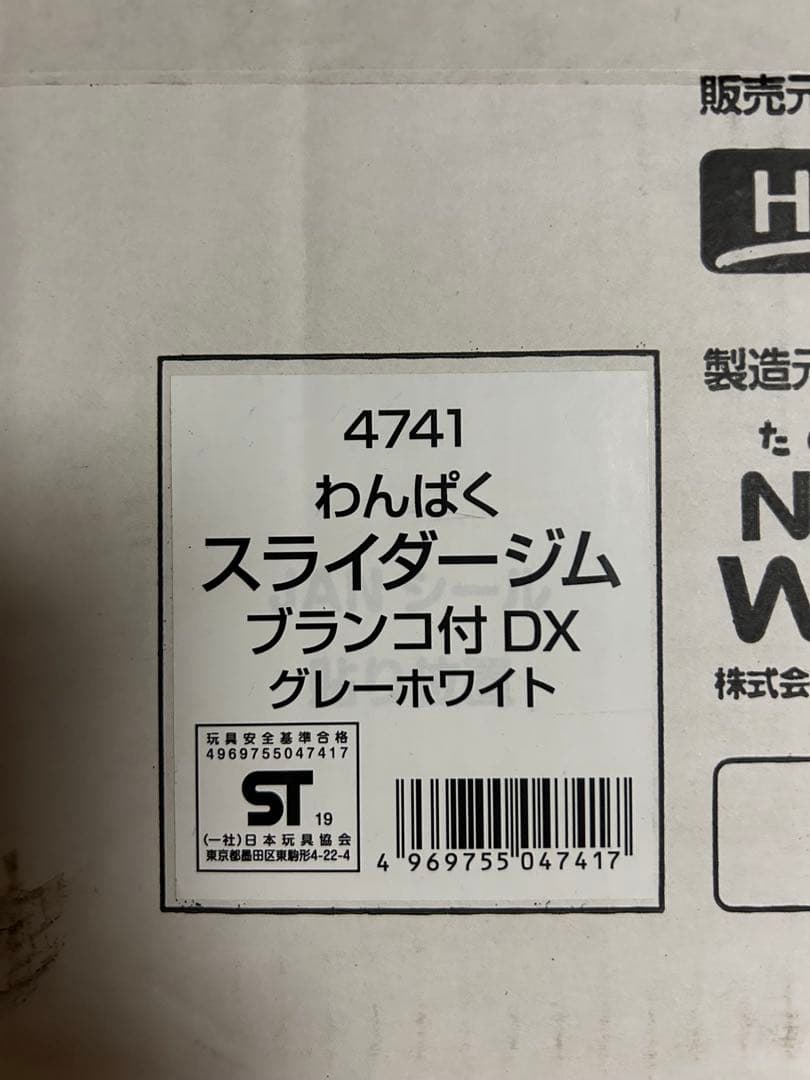 販売元
H
製造元
た
N
W
株式会
4741
わんぱく
スライダージム
ブランコ付 DX
グレーホワイト
玩具安全基準合格
4969755047417
ST 19
(一社)日本玩具協会
東京都墨田区東駒形4-22-4
4 969755 047417